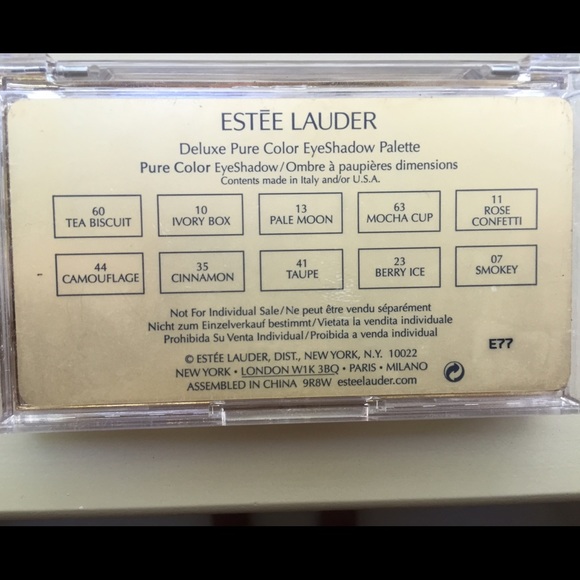 ESTĒE LAUDER
Deluxe Pure Color EyeShadow Palette
Pure Color EyeShadow/Ombre à paupières dimensions
Contents made in Italy and/or U.S.A.
60 10 13 63 11
TEA BISCUIT IVORY BOX PALE MOON MOCHA CUP ROSE CONFETTI
44 35 41 23 07
CAMOUFLAGE CINNAMON TAUPE BERRY ICE SMOKEY
Not For Individual Sale/Ne peut être vendu séparément
Nicht zum Einzelverkauf bestimmt/Vietata la vendita individuale
Prohibida Su Venta Individual/Proibida a venda individual
E77
© ESTÉE LAUDER, DIST., NEW YORK, N.Y. 10022
NEW YORK • LONDON W1K 3BQ • PARIS • MILANO
ASSEMBLED IN CHINA 9R8W esteelauder.com